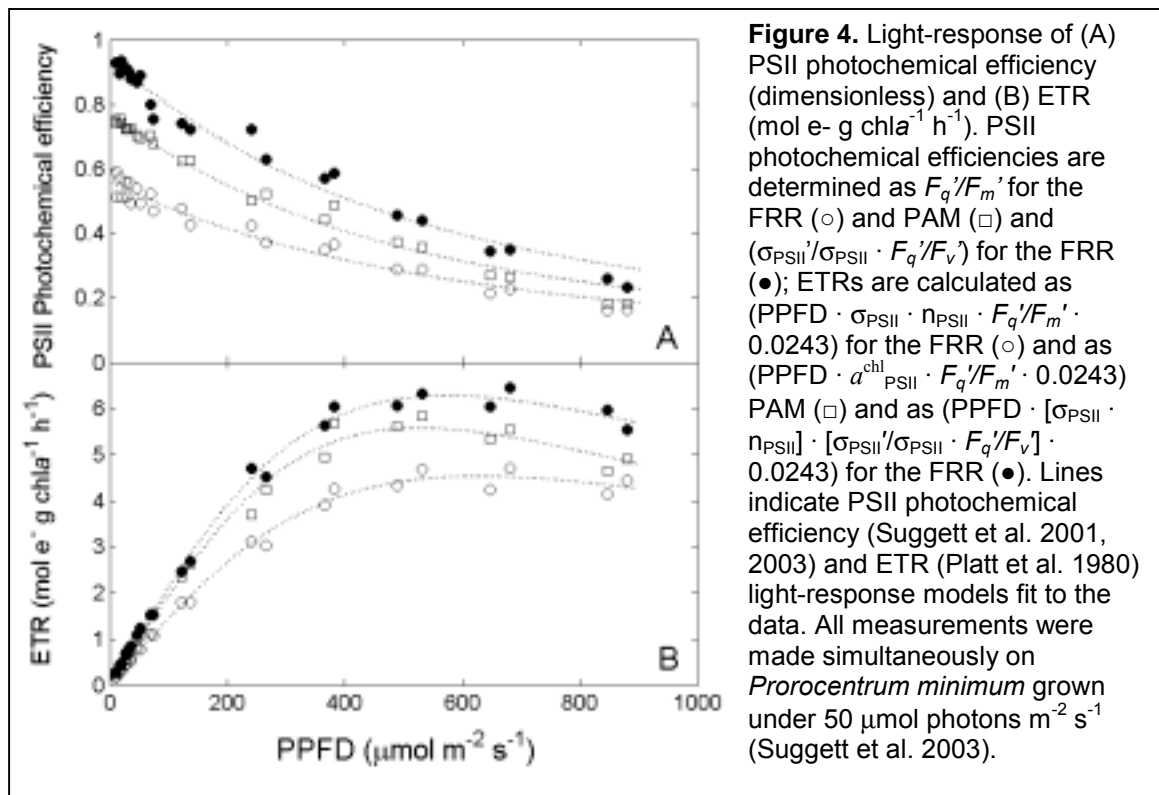 1
0.8
0.6
0.4
0.2
0
PSII Photochemical efficiency
A
6
5
4
3
2
1
0
ETR (mol e⁻ g chla⁻¹ h⁻¹)
B
0 200 400 600 800 1000
PPFD (μmol m⁻² s⁻¹)
Figure 4. Light-response of (A)
PSII photochemical efficiency
(dimensionless) and (B) ETR
(mol e- g chla⁻¹ h⁻¹). PSII
photochemical efficiencies are
determined as Fq'/Fm' for the
FRR (○) and PAM (□) and
(σPSII'/σPSII · Fq'/Fv') for the FRR
(●); ETRs are calculated as
(PPFD · σPSII · nPSII · Fq'/Fm' ·
0.0243) for the FRR (○) and as
(PPFD · a^chl PSII · Fq'/Fm' · 0.0243)
PAM (□) and as (PPFD · [σPSII ·
nPSII] · [σPSII'/σPSII · Fq'/Fv'] ·
0.0243) for the FRR (●). Lines
indicate PSII photochemical
efficiency (Suggett et al. 2001,
2003) and ETR (Platt et al. 1980)
light-response models fit to the
data. All measurements were
made simultaneously on
Prorocentrum minimum grown
under 50 μmol photons m⁻² s⁻¹
(Suggett et al. 2003).